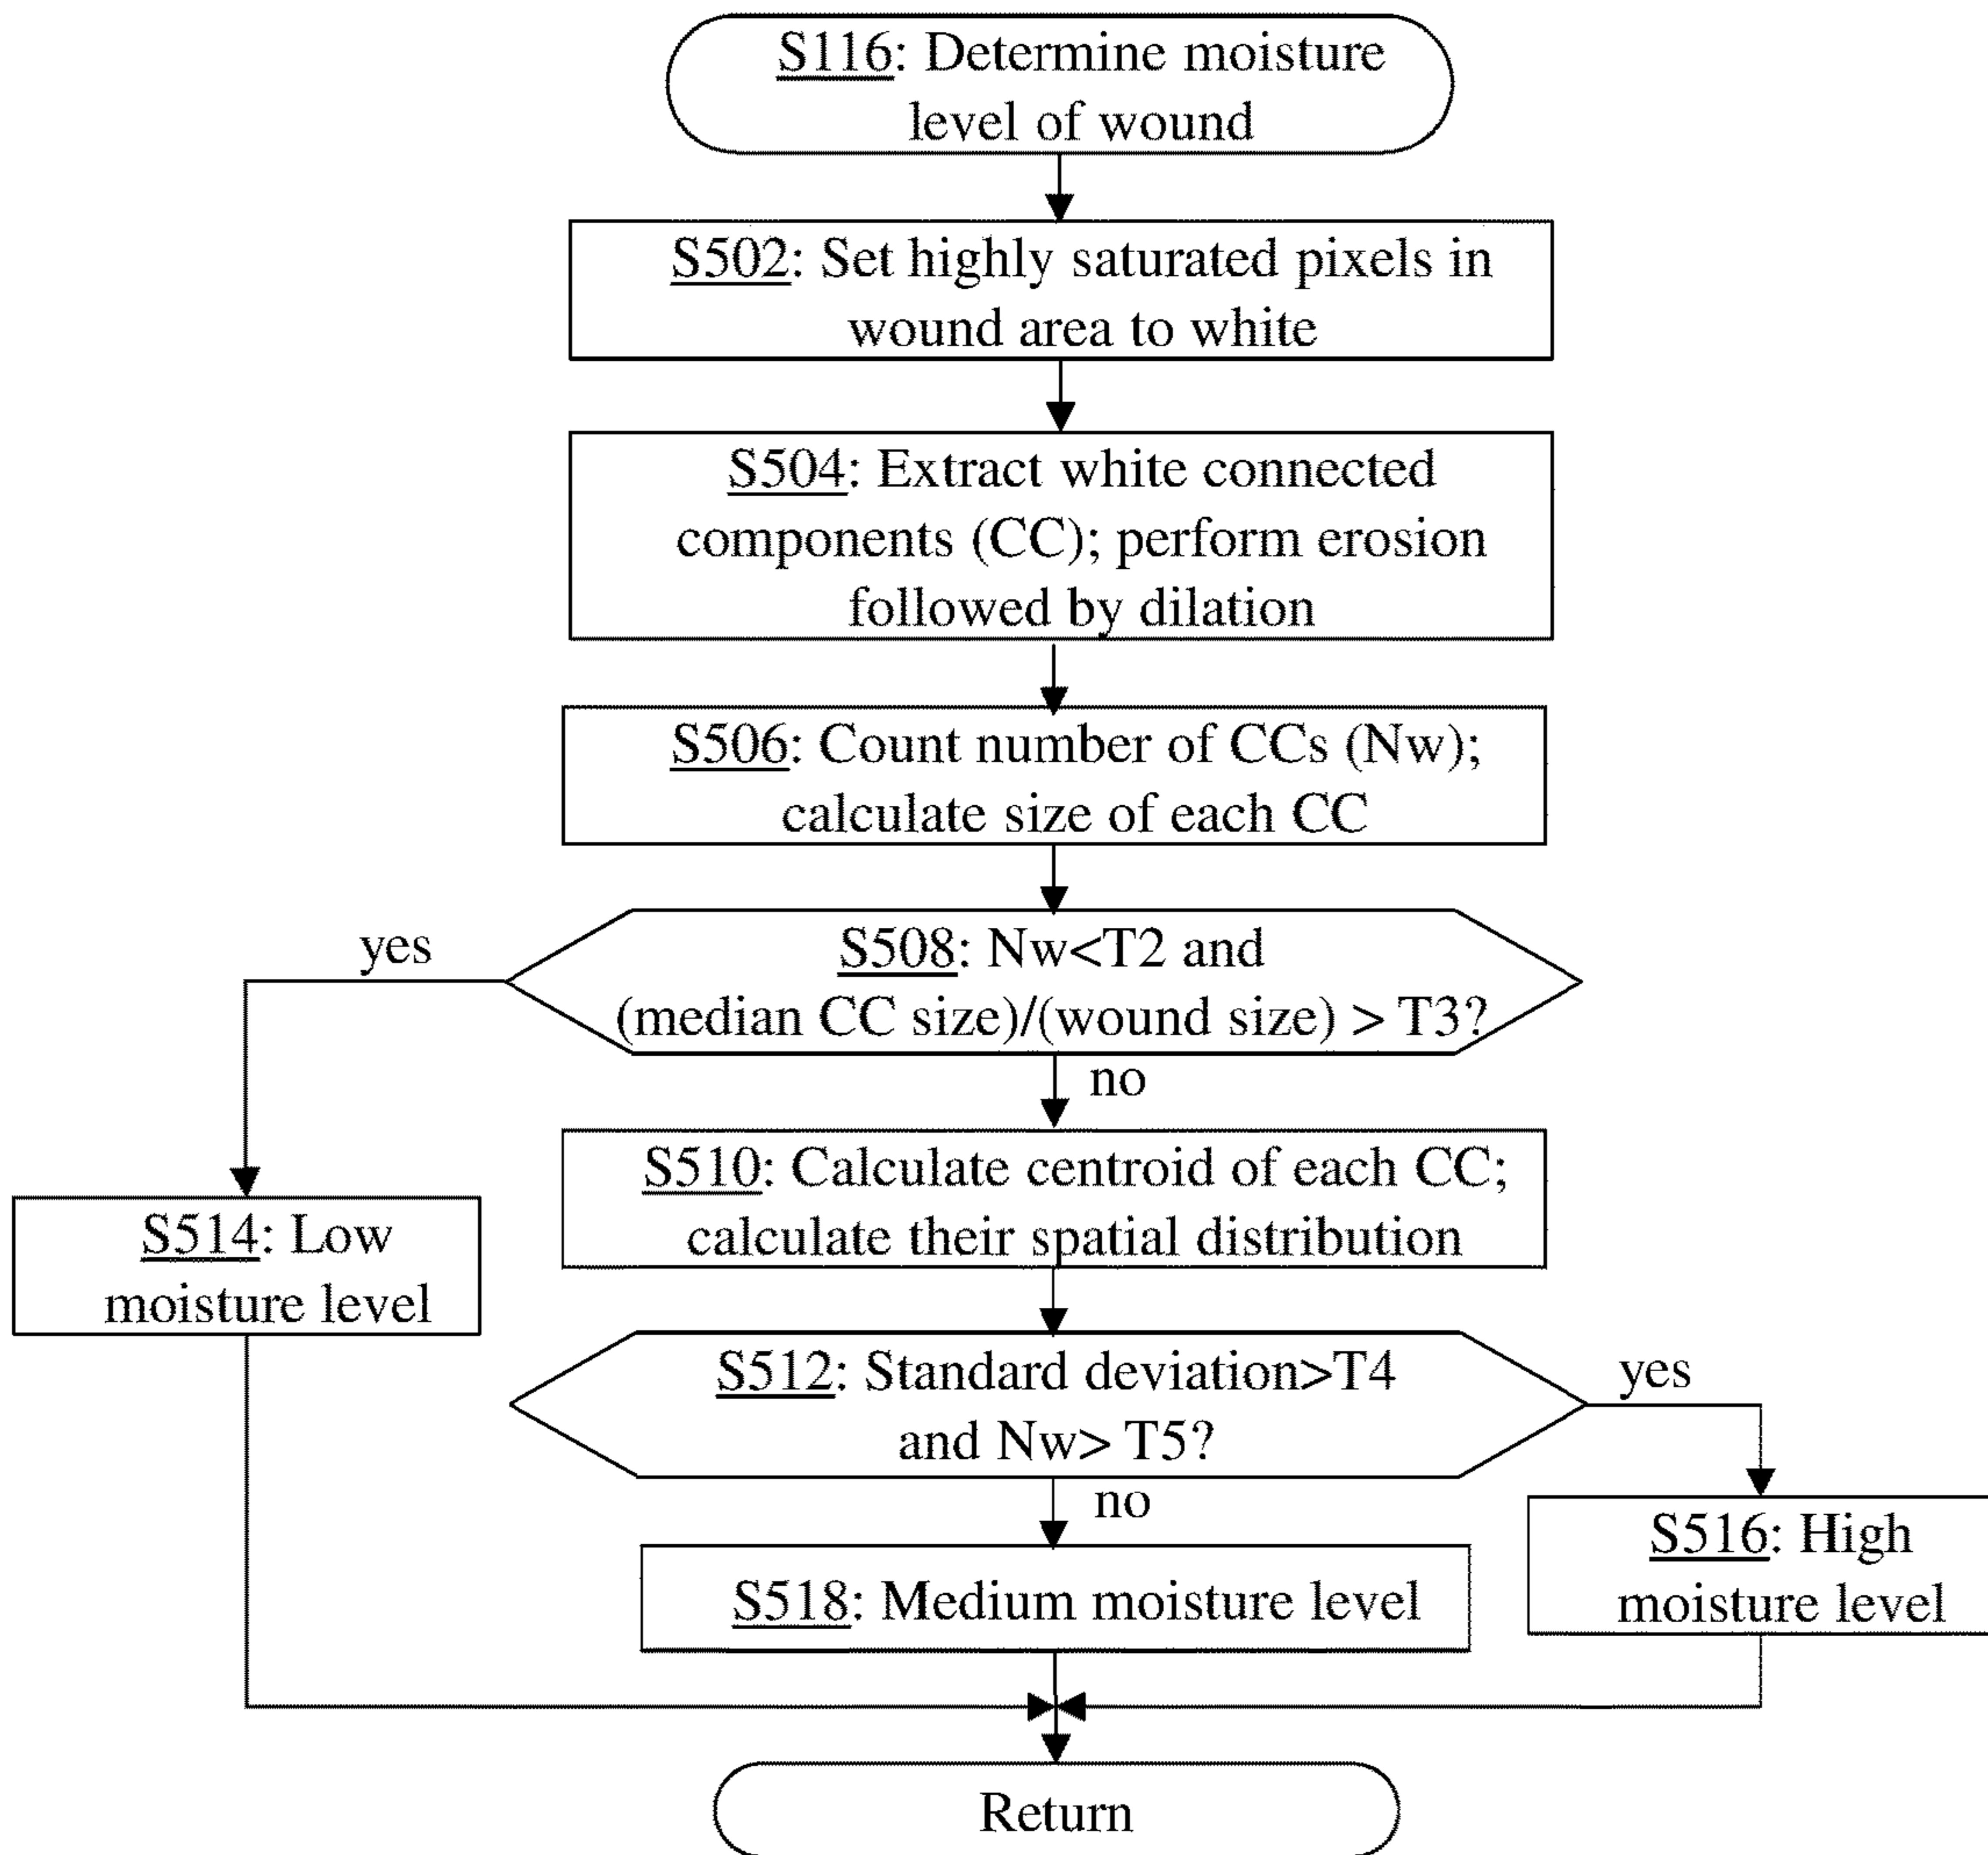 S116: Determine moisture
level of wound
S502: Set highly saturated pixels in
wound area to white
S504: Extract white connected
components (CC); perform erosion
followed by dilation
S506: Count number of CCs (Nw);
calculate size of each CC
yes
S508: Nw<T2 and
(median CC size)/(wound size) > T3?
no
S510: Calculate centroid of each CC;
calculate their spatial distribution
S514: Low
moisture level
S512: Standard deviation>T4
and Nw> T5?
yes
no
S516: High
moisture level
S518: Medium moisture level
Return